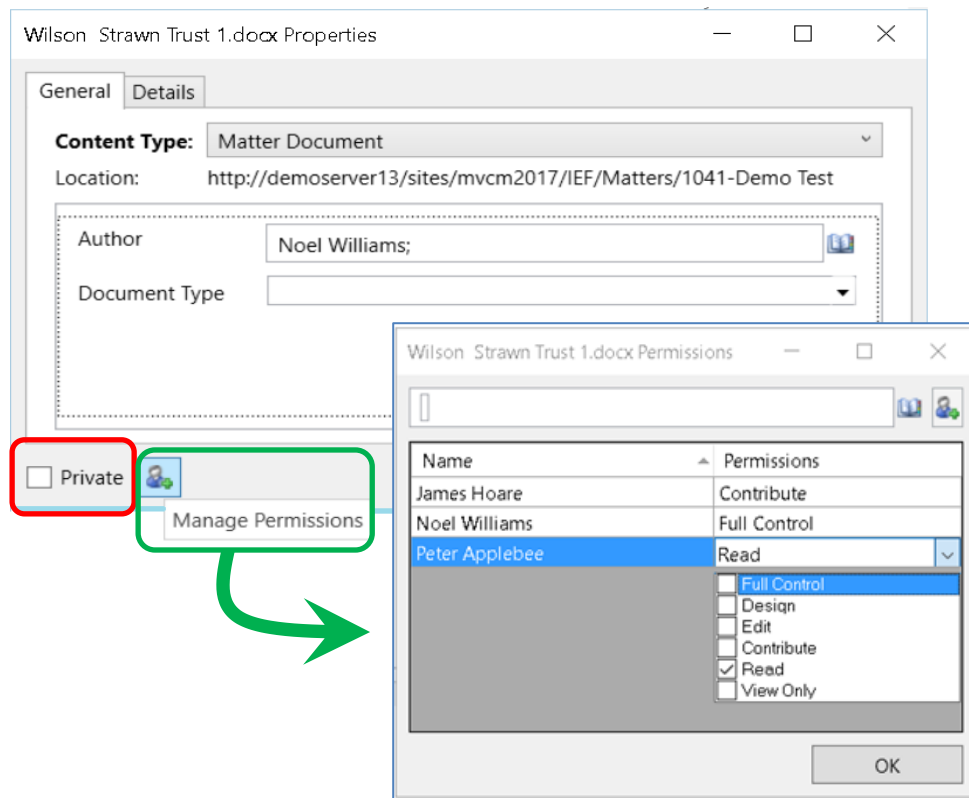 Wilson  Strawn Trust 1.docx Properties
General Details
Content Type: Matter Document
Location: http://demoserver13/sites/mvcm2017/IEF/Matters/1041-Demo Test
Author Noel Williams;
Document Type
Private
Manage Permissions
Wilson  Strawn Trust 1.docx Permissions
Name Permissions
James Hoare Contribute
Noel Williams Full Control
Peter Applebee Read
Full Control
Design
Edit
Contribute
Read
View Only
OK